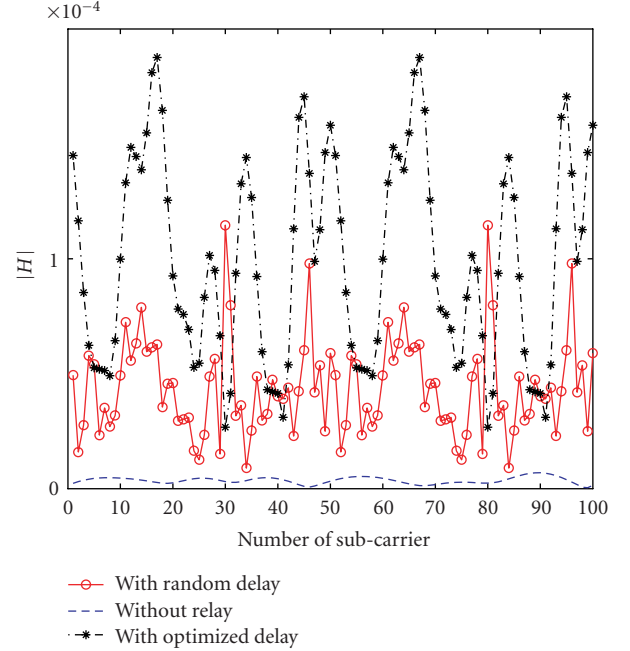 ×10⁻⁴
1
0
|H|
0 10 20 30 40 50 60 70 80 90 100
Number of sub-carrier
With random delay
Without relay
With optimized delay